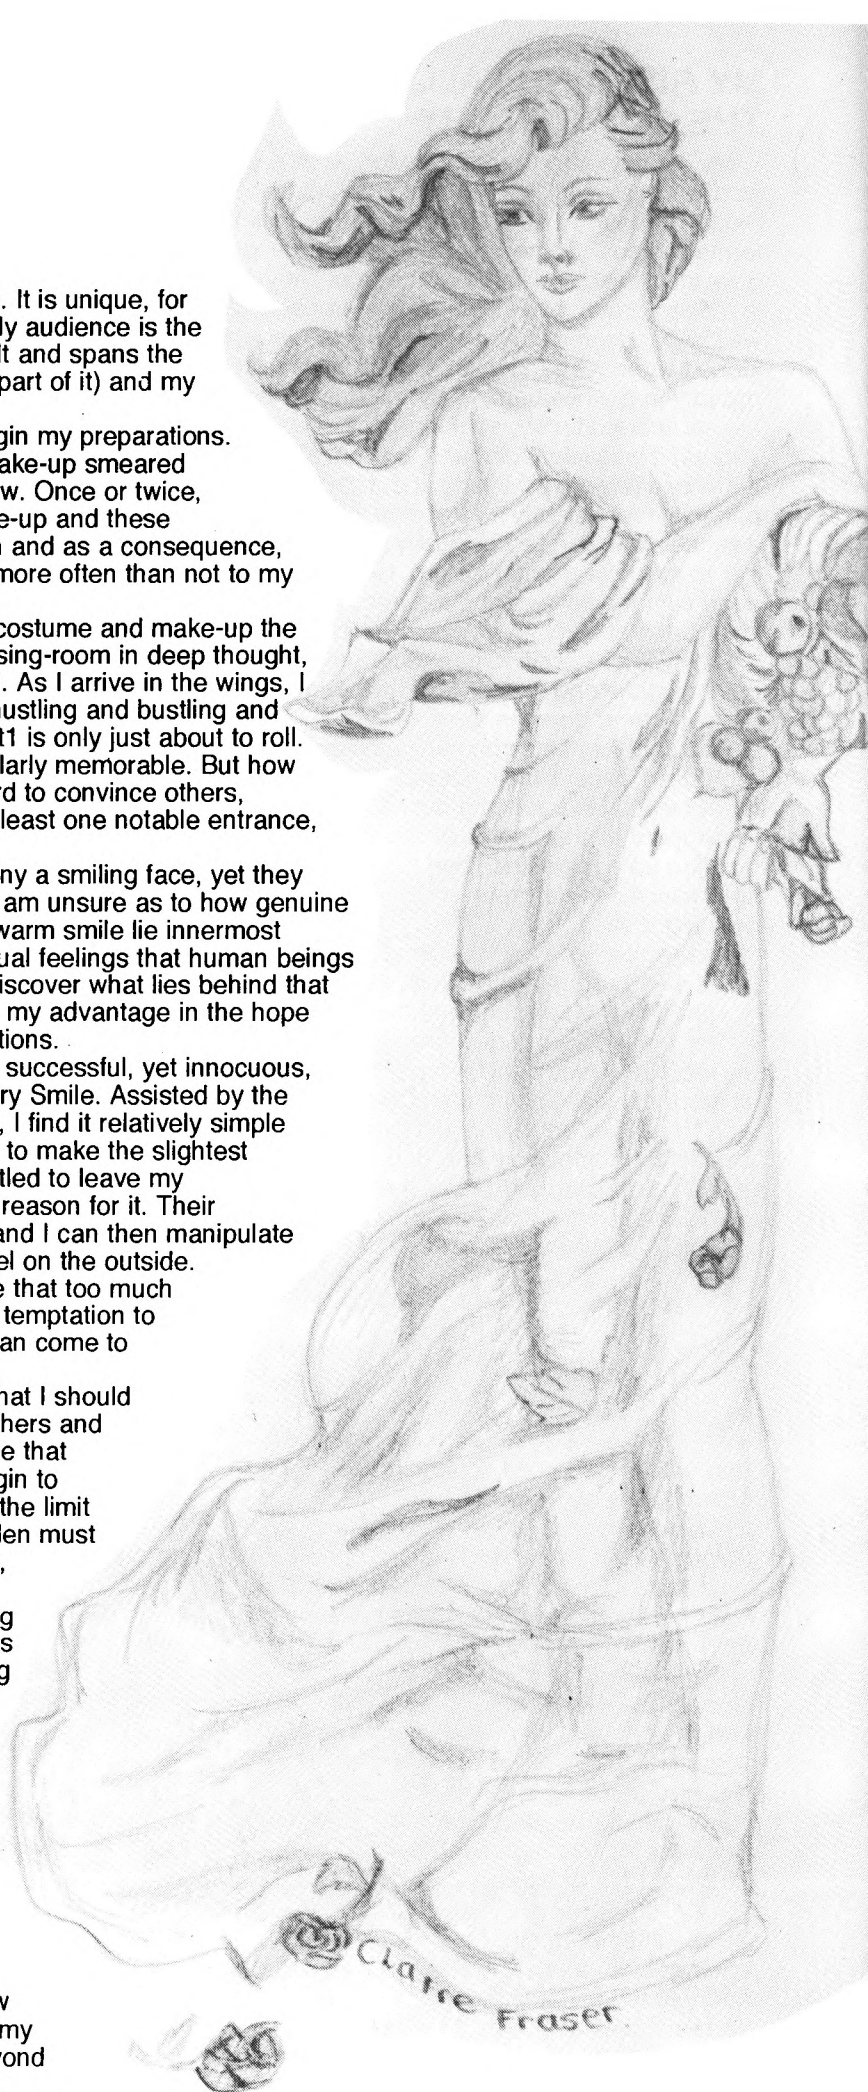 . It is unique, for
ly audience is the
lt and spans the
part of it) and my
gin my preparations.
ake-up smeared
w. Once or twice,
e-up and these
n and as a consequence,
more often than not to my
costume and make-up the
sing-room in deep thought,
. As I arrive in the wings, I
hustling and bustling and
t1 is only just about to roll.
larly memorable. But how
rd to convince others,
least one notable entrance,
ny a smiling face, yet they
am unsure as to how genuine
warm smile lie innermost
ual feelings that human beings
iscover what lies behind that
my advantage in the hope
tions.
successful, yet innocuous,
ry Smile. Assisted by the
, I find it relatively simple
to make the slightest
tled to leave my
reason for it. Their
and I can then manipulate
el on the outside.
e that too much
temptation to
an come to
hat I should
hers and
e that
gin to
the limit
den must
,
g
s
g
w
my
yond
Claire Fraser